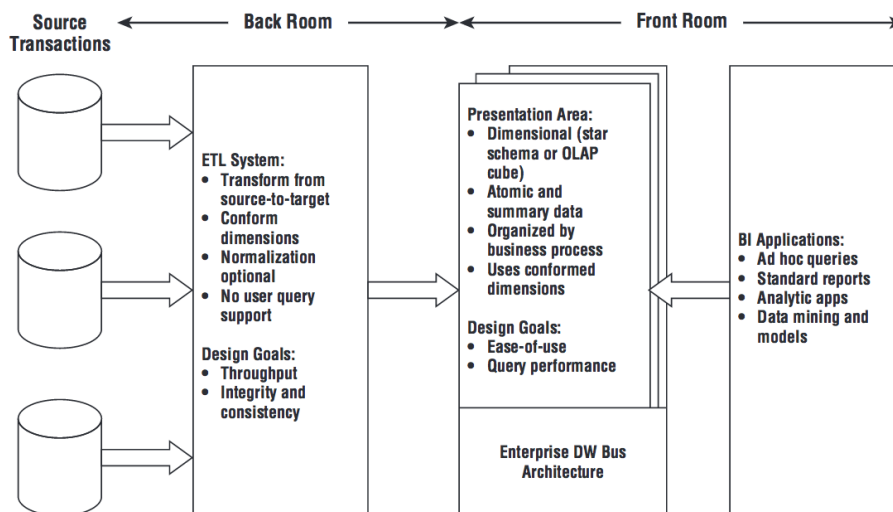 Source
Transactions
Back Room
Front Room
ETL System:
• Transform from
source-to-target
• Conform
dimensions
• Normalization
optional
• No user query
support
Design Goals:
• Throughput
• Integrity and
consistency
Presentation Area:
• Dimensional (star
schema or OLAP
cube)
• Atomic and
summary data
• Organized by
business process
• Uses conformed
dimensions
Design Goals:
• Ease-of-use
• Query performance
Enterprise DW Bus
Architecture
BI Applications:
• Ad hoc queries
• Standard reports
• Analytic apps
• Data mining and
models